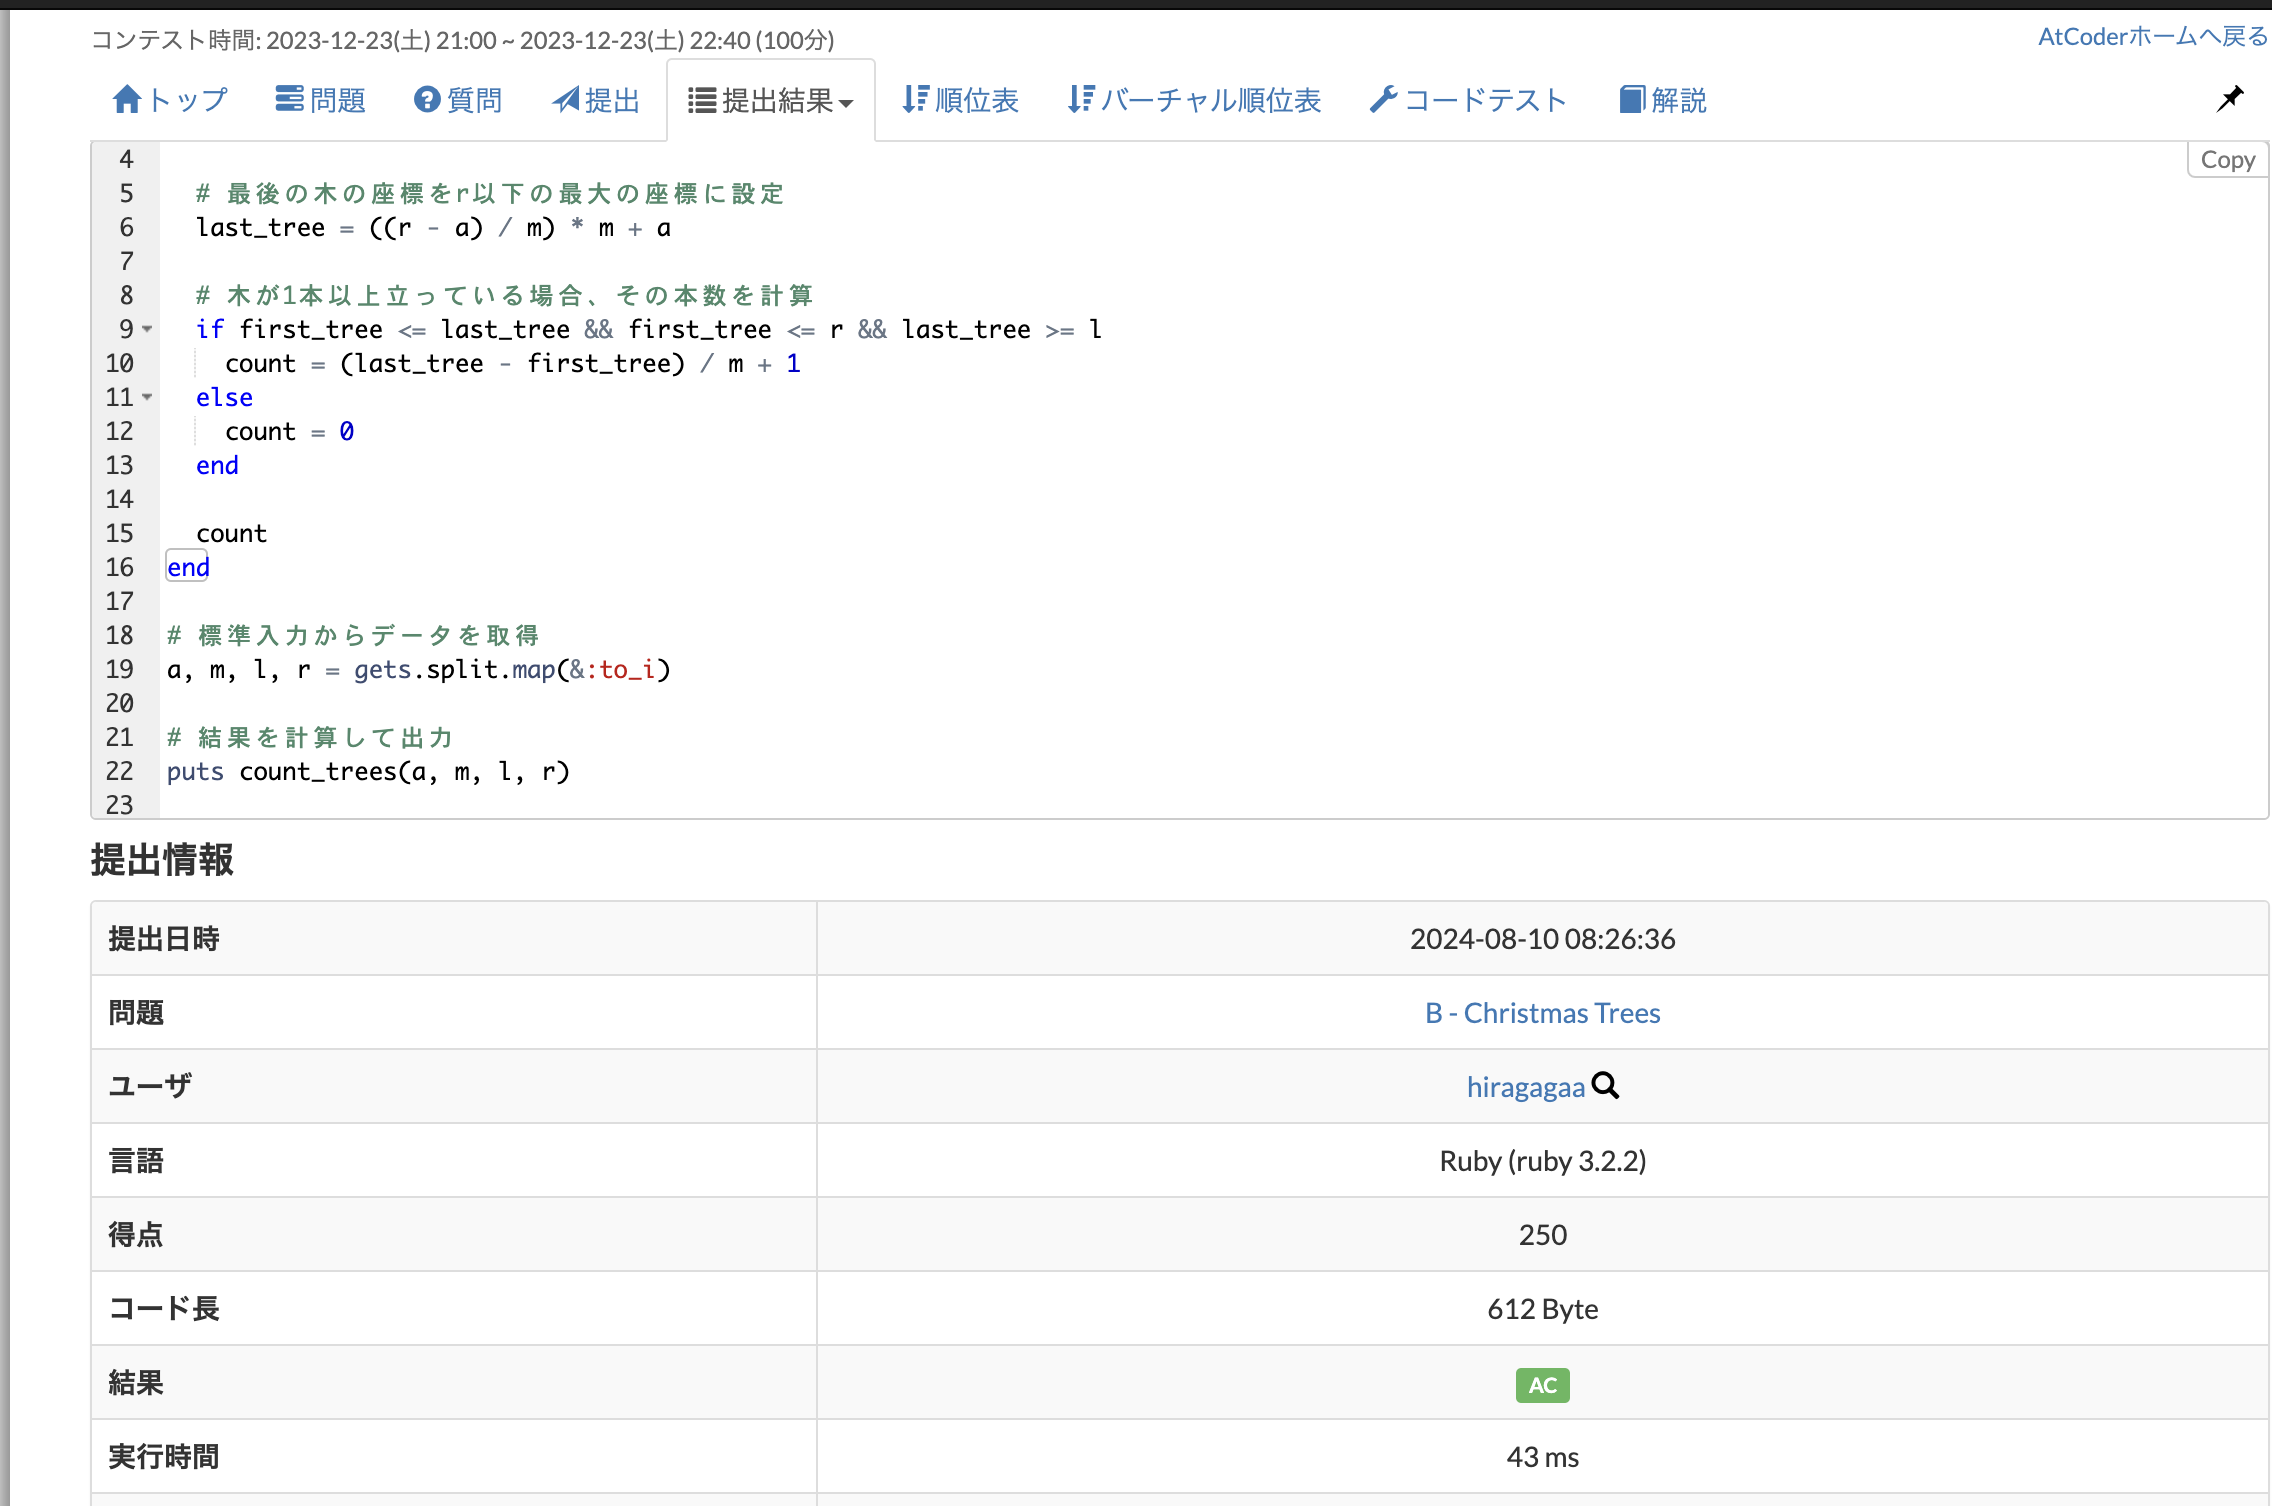 コンテスト時間: 2023-12-23(土) 21:00 ~ 2023-12-23(土) 22:40 (100分)
AtCoderホームへ戻る
トップ 問題 質問 提出 提出結果 順位表 バーチャル順位表 コードテスト 解説
Copy
4
5 # 最後の木の座標をr以下の最大の座標に設定
6 last_tree = ((r - a) / m) * m + a
7
8 # 木が1本以上立っている場合、その本数を計算
9 if first_tree <= last_tree && first_tree <= r && last_tree >= l
10 count = (last_tree - first_tree) / m + 1
11 else
12 count = 0
13 end
14
15 count
16 end
17
18 # 標準入力からデータを取得
19 a, m, l, r = gets.split.map(&:to_i)
20
21 # 結果を計算して出力
22 puts count_trees(a, m, l, r)
23
提出情報
提出日時 2024-08-10 08:26:36
問題 B - Christmas Trees
ユーザ hiragagaa
言語 Ruby (ruby 3.2.2)
得点 250
コード長 612 Byte
結果 AC
実行時間 43 ms